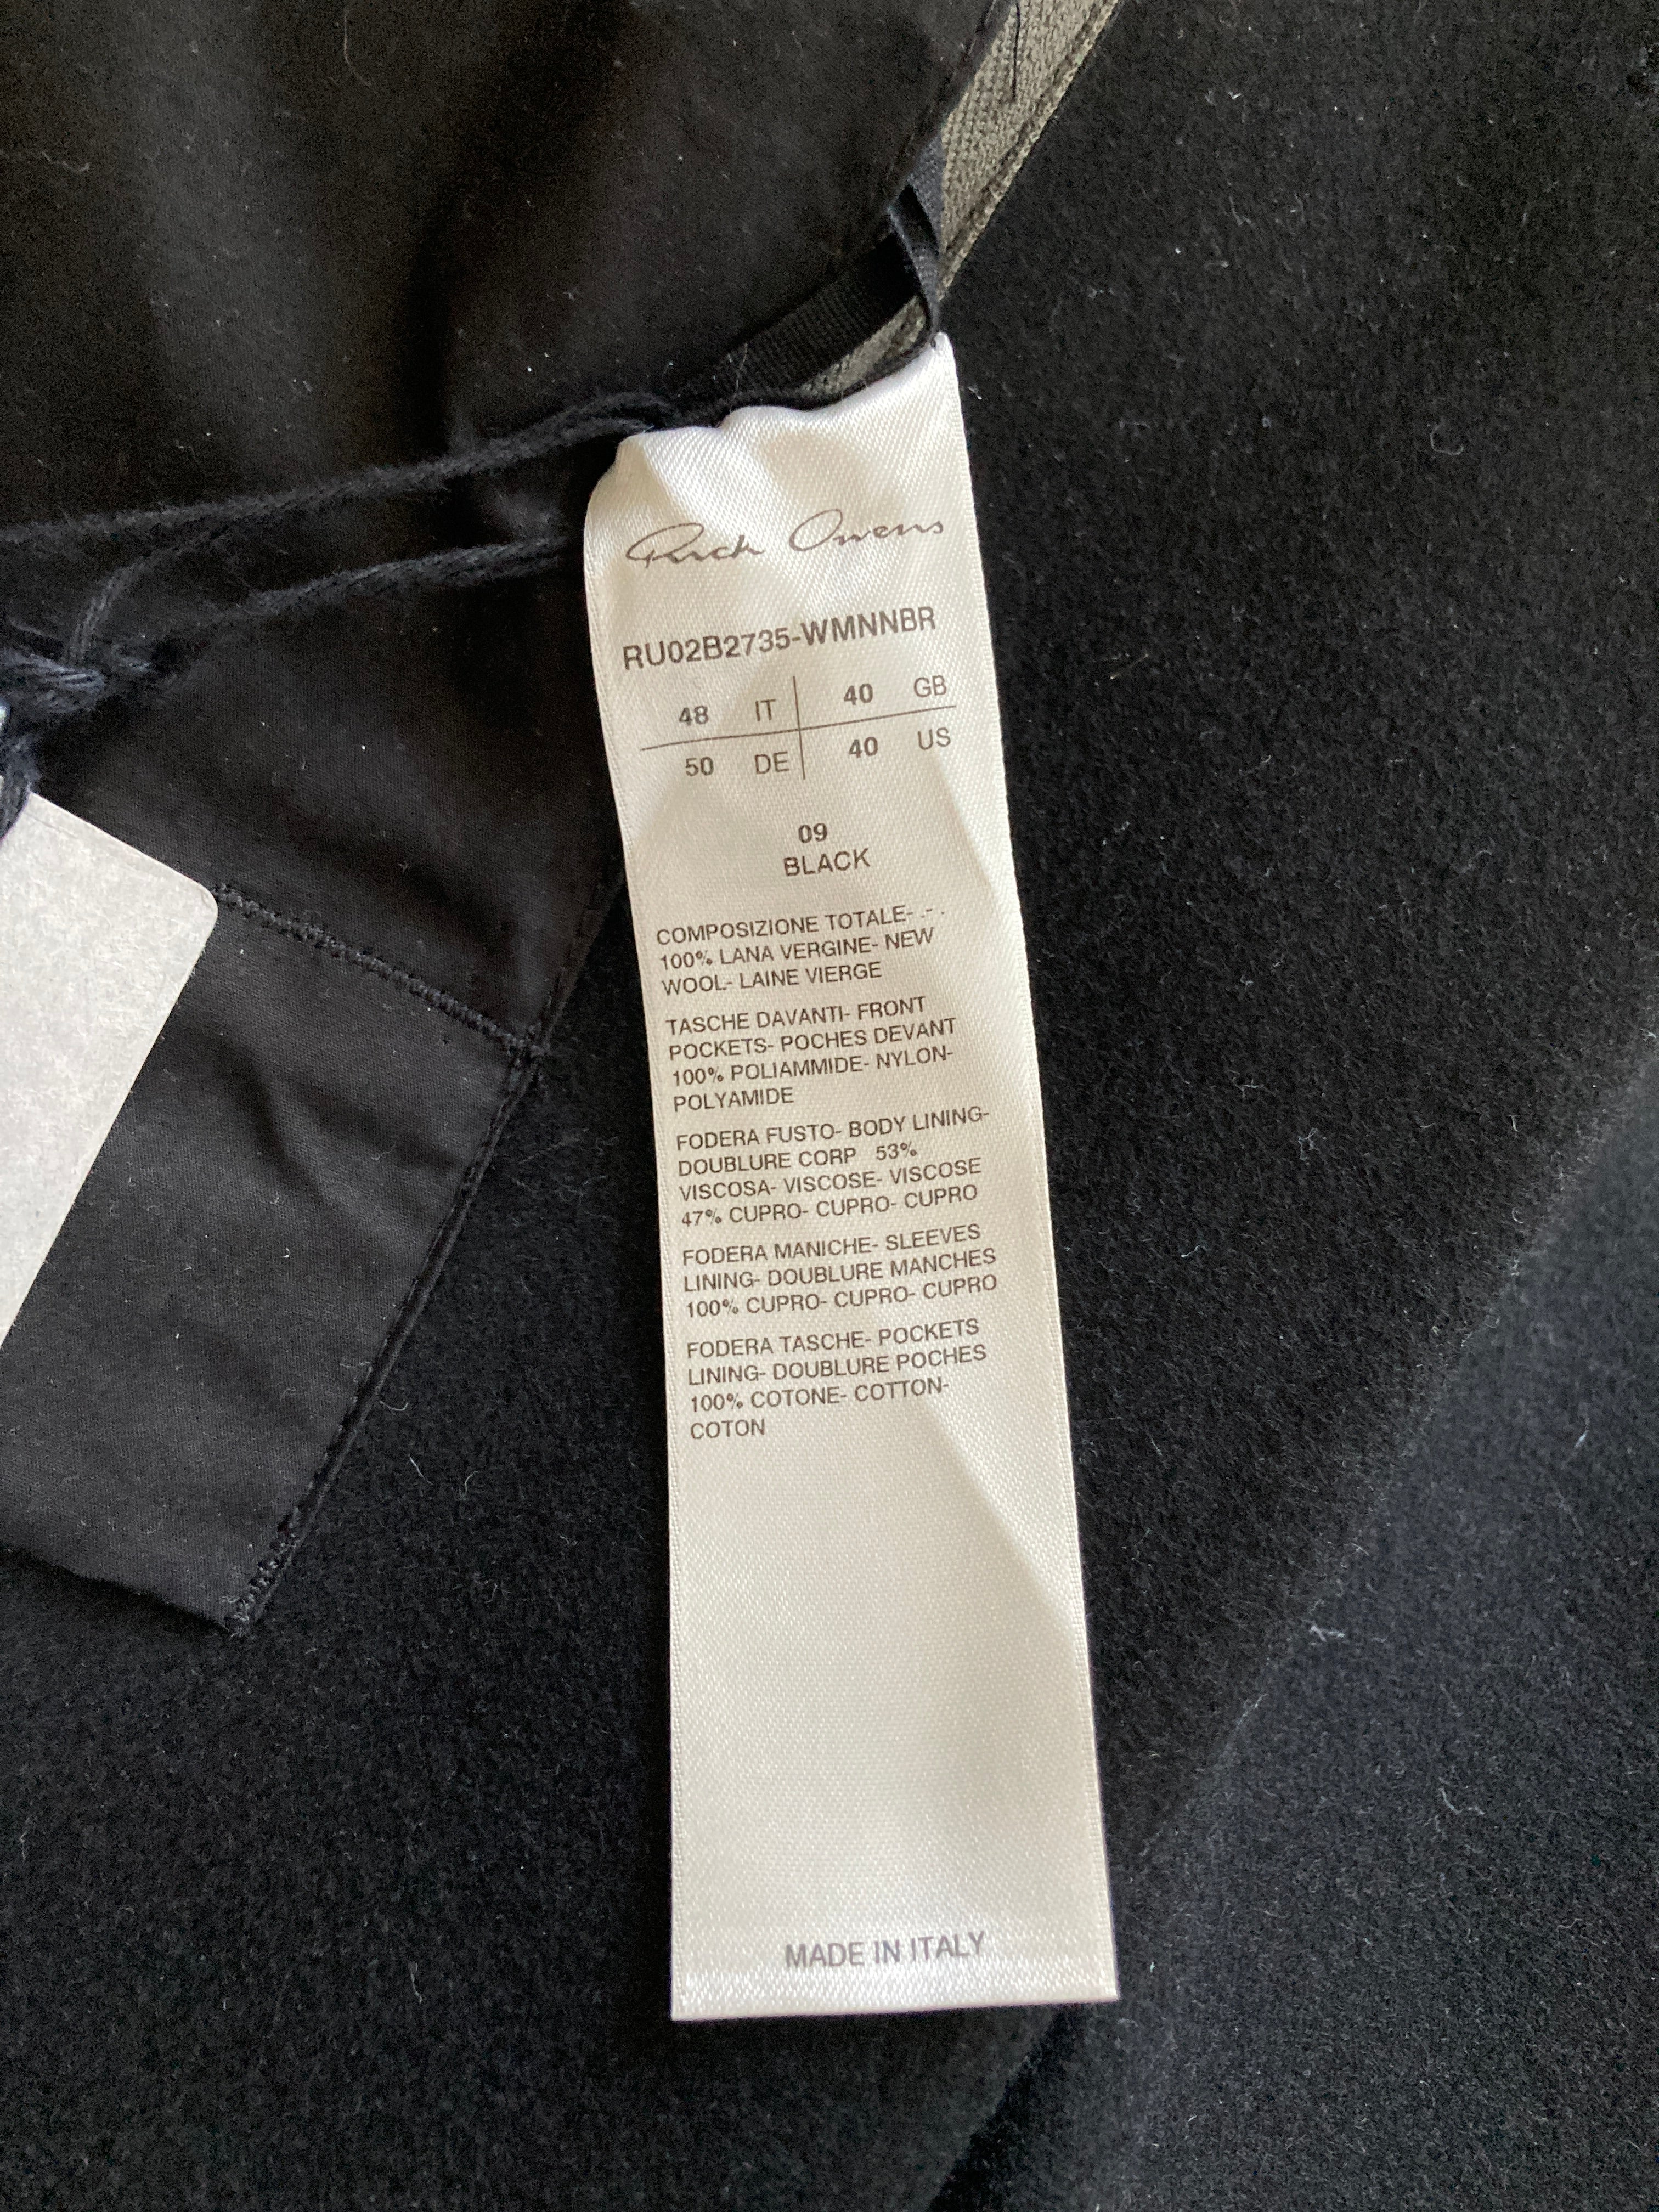 Rick Owens
RU02B2735-WMNNBR
48 IT 40 GB
50 DE 40 US
09
BLACK
COMPOSIZIONE TOTALE- .- .
100% LANA VERGINE- NEW
WOOL- LAINE VIERGE
TASCHE DAVANTI- FRONT
POCKETS- POCHES DEVANT
100% POLIAMMIDE- NYLON-
POLYAMIDE
FODERA FUSTO- BODY LINING-
DOUBLURE CORP 53%
VISCOSA- VISCOSE- VISCOSE
47% CUPRO- CUPRO- CUPRO
FODERA MANICHE- SLEEVES
LINING- DOUBLURE MANCHES
100% CUPRO- CUPRO- CUPRO
FODERA TASCHE- POCKETS
LINING- DOUBLURE POCHES
100% COTONE- COTTON-
COTON
MADE IN ITALY